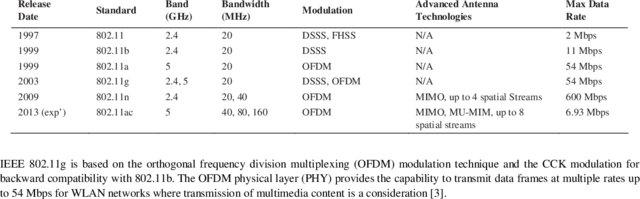 Release Date Standard Band (GHz) Bandwidth (MHz) Modulation Advanced Antenna Technologies Max Data Rate
1997 802.11 2.4 20 DSSS, FHSS N/A 2 Mbps
1999 802.11b 2.4 20 DSSS N/A 11 Mbps
1999 802.11a 5 20 OFDM N/A 54 Mbps
2003 802.11g 2.4, 5 20 DSSS, OFDM N/A 54 Mbps
2009 802.11n 2.4 20, 40 OFDM MIMO, up to 4 spatial Streams 600 Mbps
2013 (exp’) 802.11ac 5 40, 80, 160 OFDM MIMO, MU-MIM, up to 8 spatial streams 6.93 Mbps
IEEE 802.11g is based on the orthogonal frequency division multiplexing (OFDM) modulation technique and the CCK modulation for
backward compatibility with 802.11b. The OFDM physical layer (PHY) provides the capability to transmit data frames at multiple rates up
to 54 Mbps for WLAN networks where transmission of multimedia content is a consideration [3].